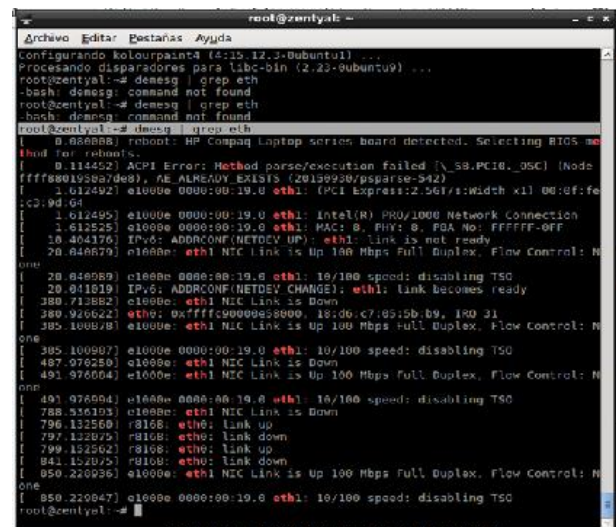 root@zentyal: ~
Archivo Editar Pestañas Ayuda
Configurando kolourpaint4 (4:15.12.3-0ubuntu1) ...
Procesando disparadores para libc-bin (2.23-0ubuntu9) ...
root@zentyal:~# demesg | grep eth
-bash: demesg: command not found
root@zentyal:~# demesg | grep eth
-bash: demesg: command not found
root@zentyal:~# dmesg | grep eth
[ 0.080008] reboot: HP Compaq Laptop series board detected. Selecting BIOS-me
thod for reboots.
[ 0.114452] ACPI Error: Method parse/execution failed [\_SB.PCI0._OSC] (Node
AE_ALREADY_EXISTS (20150930/psparse-542)
[ 1.612492] e1000e 0000:00:19.0 eth1: (PCI Express:2.5GT/s:Width x1)
:c3:9d:64
[ 1.612495] e1000e 0000:00:19.0 eth1: Intel(R) PRO/1000 Network Connection
[ 1.612525] e1000e 0000:00:19.0 eth1: MAC: 8, PHY: 8, PBA No: FFFFFF-0FF
[ 18.404176] IPv6: ADDRCONF(NETDEV_UP): eth1: link is not ready
[ 20.040879] e1000e: eth1 NIC Link is Up 100 Mbps Full Duplex, Flow Control: N
one
[ 20.040989] e1000e 0000:00:19.0 eth1: 10/100 speed: disabling TSO
[ 20.041019] IPv6: ADDRCONF(NETDEV_CHANGE): eth1: link becomes ready
[ 380.713882] e1000e: eth1 NIC Link is Down
[ 380.926622] eth0: 0xffffc90000e58000, 18:d6:c7:05:5b:b9, IRQ 31
[ 385.100878] e1000e: eth1 NIC Link is Up 100 Mbps Full Duplex, Flow Control: N
one
[ 385.100987] e1000e 0000:00:19.0 eth1: 10/100 speed: disabling TSO
[ 487.970250] e1000e: eth1 NIC Link is Down
[ 491.976884] e1000e: eth1 NIC Link is Up 100 Mbps Full Duplex, Flow Control: N
one
[ 491.976994] e1000e 0000:00:19.0 eth1: 10/100 speed: disabling TSO
[ 788.536193] e1000e: eth1 NIC Link is Down
[ 796.132560] r8168: eth0: link up
[ 797.132075] r8168: eth0: link down
[ 799.152562] r8168: eth0: link up
[ 841.152075] r8168: eth0: link down
[ 850.228936] e1000e: eth1 NIC Link is Up 100 Mbps Full Duplex, Flow Control: N
one
[ 850.229047] e1000e 0000:00:19.0 eth1: 10/100 speed: disabling TSO
root@zentyal:~#